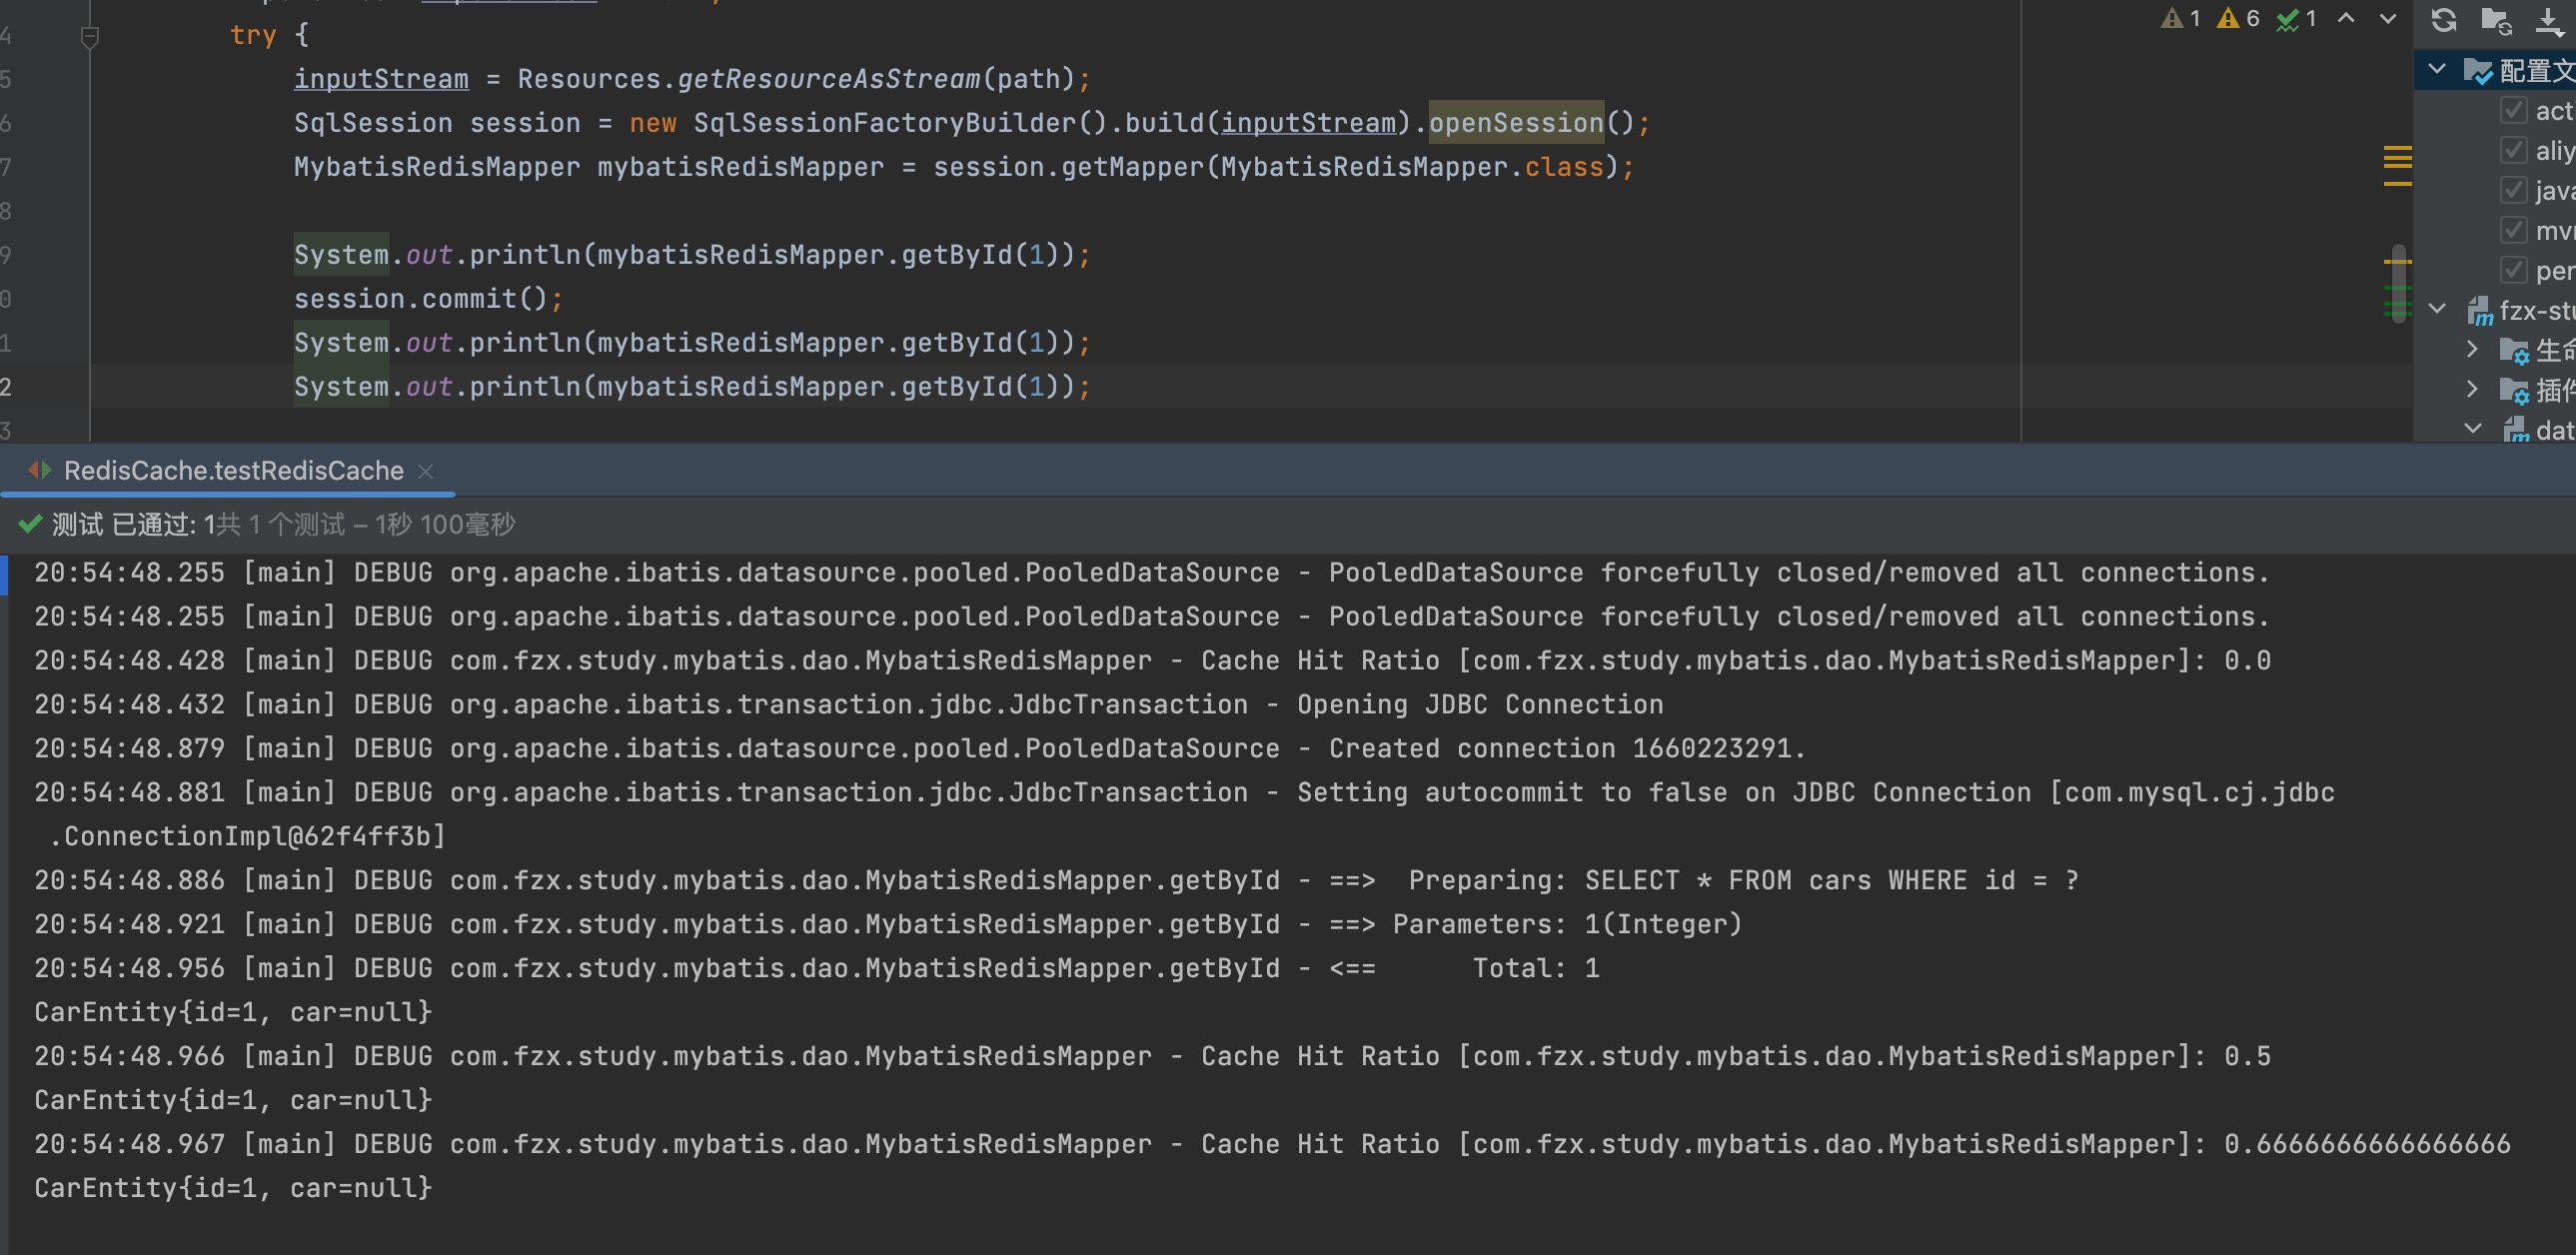 4 try {
5 inputStream = Resources.getResourceAsStream(path);
6 SqlSession session = new SqlSessionFactoryBuilder().build(inputStream).openSession();
7 MybatisRedisMapper mybatisRedisMapper = session.getMapper(MybatisRedisMapper.class);
8
9 System.out.println(mybatisRedisMapper.getById(1));
0 session.commit();
1 System.out.println(mybatisRedisMapper.getById(1));
2 System.out.println(mybatisRedisMapper.getById(1));
3
1 6 1
配置文
act
aliy
java
mvn
per
fzx-stu
生命
插件
dat
RedisCache.testRedisCache
测试 已通过: 1共 1 个测试 – 1秒 100毫秒
20:54:48.255 [main] DEBUG org.apache.ibatis.datasource.pooled.PooledDataSource - PooledDataSource forcefully closed/removed all connections.
20:54:48.255 [main] DEBUG org.apache.ibatis.datasource.pooled.PooledDataSource - PooledDataSource forcefully closed/removed all connections.
20:54:48.428 [main] DEBUG com.fzx.study.mybatis.dao.MybatisRedisMapper - Cache Hit Ratio [com.fzx.study.mybatis.dao.MybatisRedisMapper]: 0.0
20:54:48.432 [main] DEBUG org.apache.ibatis.transaction.jdbc.JdbcTransaction - Opening JDBC Connection
20:54:48.879 [main] DEBUG org.apache.ibatis.datasource.pooled.PooledDataSource - Created connection 1660223291.
20:54:48.881 [main] DEBUG org.apache.ibatis.transaction.jdbc.JdbcTransaction - Setting autocommit to false on JDBC Connection [com.mysql.cj.jdbc
.ConnectionImpl@62f4ff3b]
20:54:48.886 [main] DEBUG com.fzx.study.mybatis.dao.MybatisRedisMapper.getById - ==>  Preparing: SELECT * FROM cars WHERE id = ?
20:54:48.921 [main] DEBUG com.fzx.study.mybatis.dao.MybatisRedisMapper.getById - ==> Parameters: 1(Integer)
20:54:48.956 [main] DEBUG com.fzx.study.mybatis.dao.MybatisRedisMapper.getById - <==      Total: 1
CarEntity{id=1, car=null}
20:54:48.966 [main] DEBUG com.fzx.study.mybatis.dao.MybatisRedisMapper - Cache Hit Ratio [com.fzx.study.mybatis.dao.MybatisRedisMapper]: 0.5
CarEntity{id=1, car=null}
20:54:48.967 [main] DEBUG com.fzx.study.mybatis.dao.MybatisRedisMapper - Cache Hit Ratio [com.fzx.study.mybatis.dao.MybatisRedisMapper]: 0.6666666666666666
CarEntity{id=1, car=null}